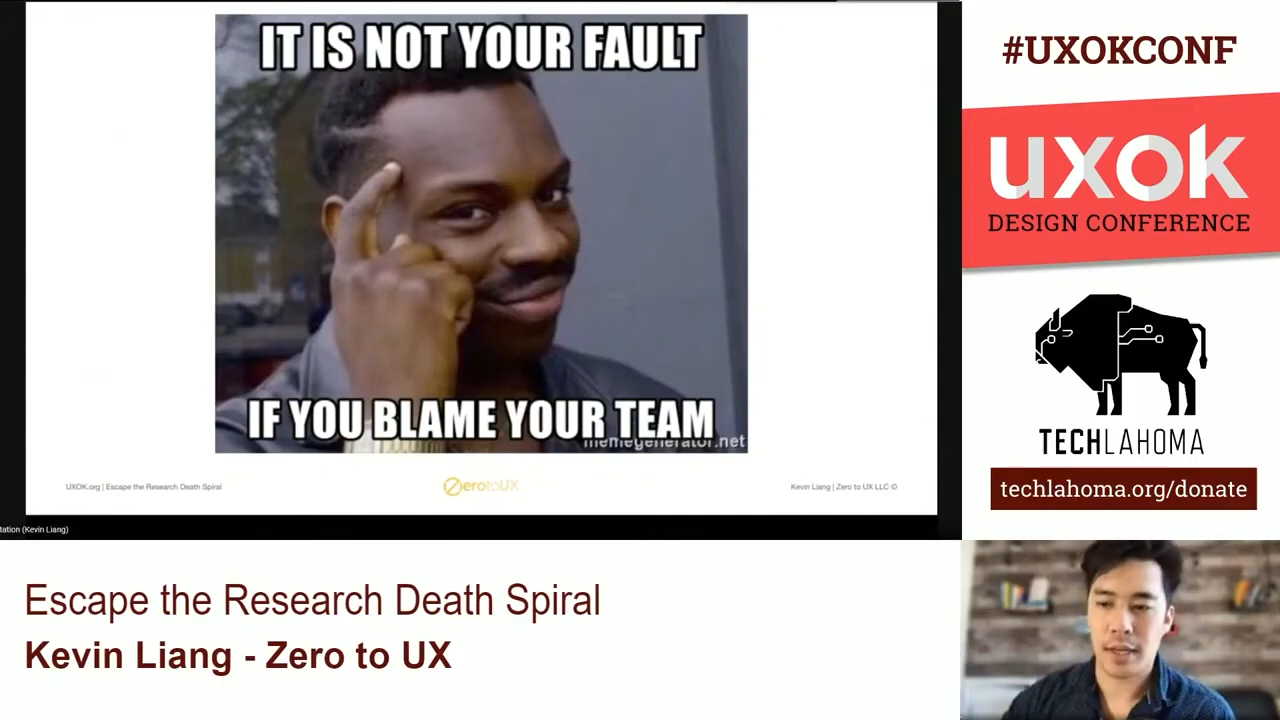 IT IS NOT YOUR FAULT
IF YOU BLAME YOUR TEAM
memegenerator.net
UXOK.org | Escape the Research Death Spiral
ZerotoUX
Kevin Liang | Zero to UX LLC ©
tation (Kevin Liang)
#UXOKCONF
uxok
DESIGN CONFERENCE
TECHLAHOMA
techlahoma.org/donate
Escape the Research Death Spiral
Kevin Liang - Zero to UX